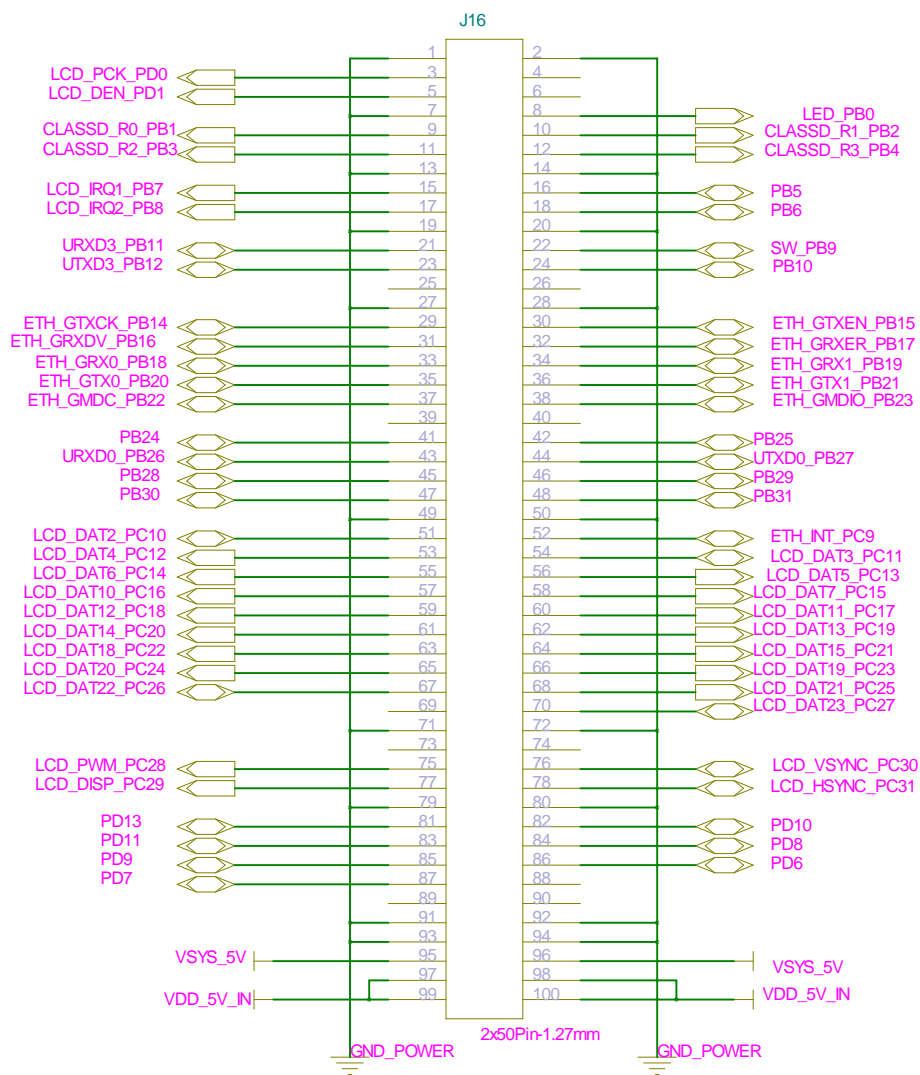 J16
1 2
LCD_PCK_PD0 3 4
LCD_DEN_PD1 5 6
7 8 LED_PB0
CLASSD_R0_PB1 9 10 CLASSD_R1_PB2
CLASSD_R2_PB3 11 12 CLASSD_R3_PB4
13 14
LCD_IRQ1_PB7 15 16 PB5
LCD_IRQ2_PB8 17 18 PB6
19 20
URXD3_PB11 21 22 SW_PB9
UTXD3_PB12 23 24 PB10
25 26
27 28
ETH_GTXCK_PB14 29 30 ETH_GTXEN_PB15
ETH_GRXDV_PB16 31 32 ETH_GRXER_PB17
ETH_GRX0_PB18 33 34 ETH_GRX1_PB19
ETH_GTX0_PB20 35 36 ETH_GTX1_PB21
ETH_GMDC_PB22 37 38 ETH_GMDIO_PB23
39 40
PB24 41 42 PB25
URXD0_PB26 43 44 UTXD0_PB27
PB28 45 46 PB29
PB30 47 48 PB31
49 50
LCD_DAT2_PC10 51 52 ETH_INT_PC9
LCD_DAT4_PC12 53 54 LCD_DAT3_PC11
LCD_DAT6_PC14 55 56 LCD_DAT5_PC13
LCD_DAT10_PC16 57 58 LCD_DAT7_PC15
LCD_DAT12_PC18 59 60 LCD_DAT11_PC17
LCD_DAT14_PC20 61 62 LCD_DAT13_PC19
LCD_DAT18_PC22 63 64 LCD_DAT15_PC21
LCD_DAT20_PC24 65 66 LCD_DAT19_PC23
LCD_DAT22_PC26 67 68 LCD_DAT21_PC25
69 70 LCD_DAT23_PC27
71 72
73 74
LCD_PWM_PC28 75 76 LCD_VSYNC_PC30
LCD_DISP_PC29 77 78 LCD_HSYNC_PC31
79 80
PD13 81 82 PD10
PD11 83 84 PD8
PD9 85 86 PD6
PD7 87 88
89 90
91 92
93 94
VSYS_5V 95 96 VSYS_5V
97 98
VDD_5V_IN 99 100 VDD_5V_IN
2x50Pin-1.27mm
GND_POWER GND_POWER